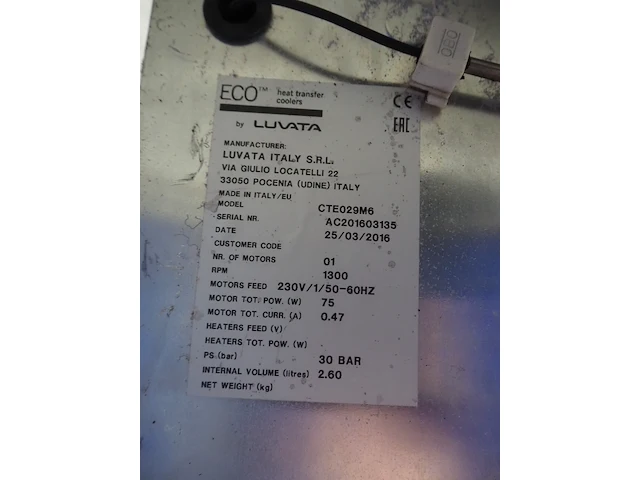 ECO™ heat transfer
coolers
by LUVATA
CE
EAC
MANUFACTURER:
LUVATA ITALY S.R.L.
VIA GIULIO LOCATELLI 22
33050 POCENIA (UDINE) ITALY
MADE IN ITALY/EU
MODEL CTE029M6
SERIAL NR. AC201603135
DATE 25/03/2016
CUSTOMER CODE
NR. OF MOTORS 01
RPM 1300
MOTORS FEED 230V/1/50-60HZ
MOTOR TOT. POW. (W) 75
MOTOR TOT. CURR. (A) 0.47
HEATERS FEED (V)
HEATERS TOT. POW. (W)
PS (bar) 30 BAR
INTERNAL VOLUME (litres) 2.60
NET WEIGHT (kg)